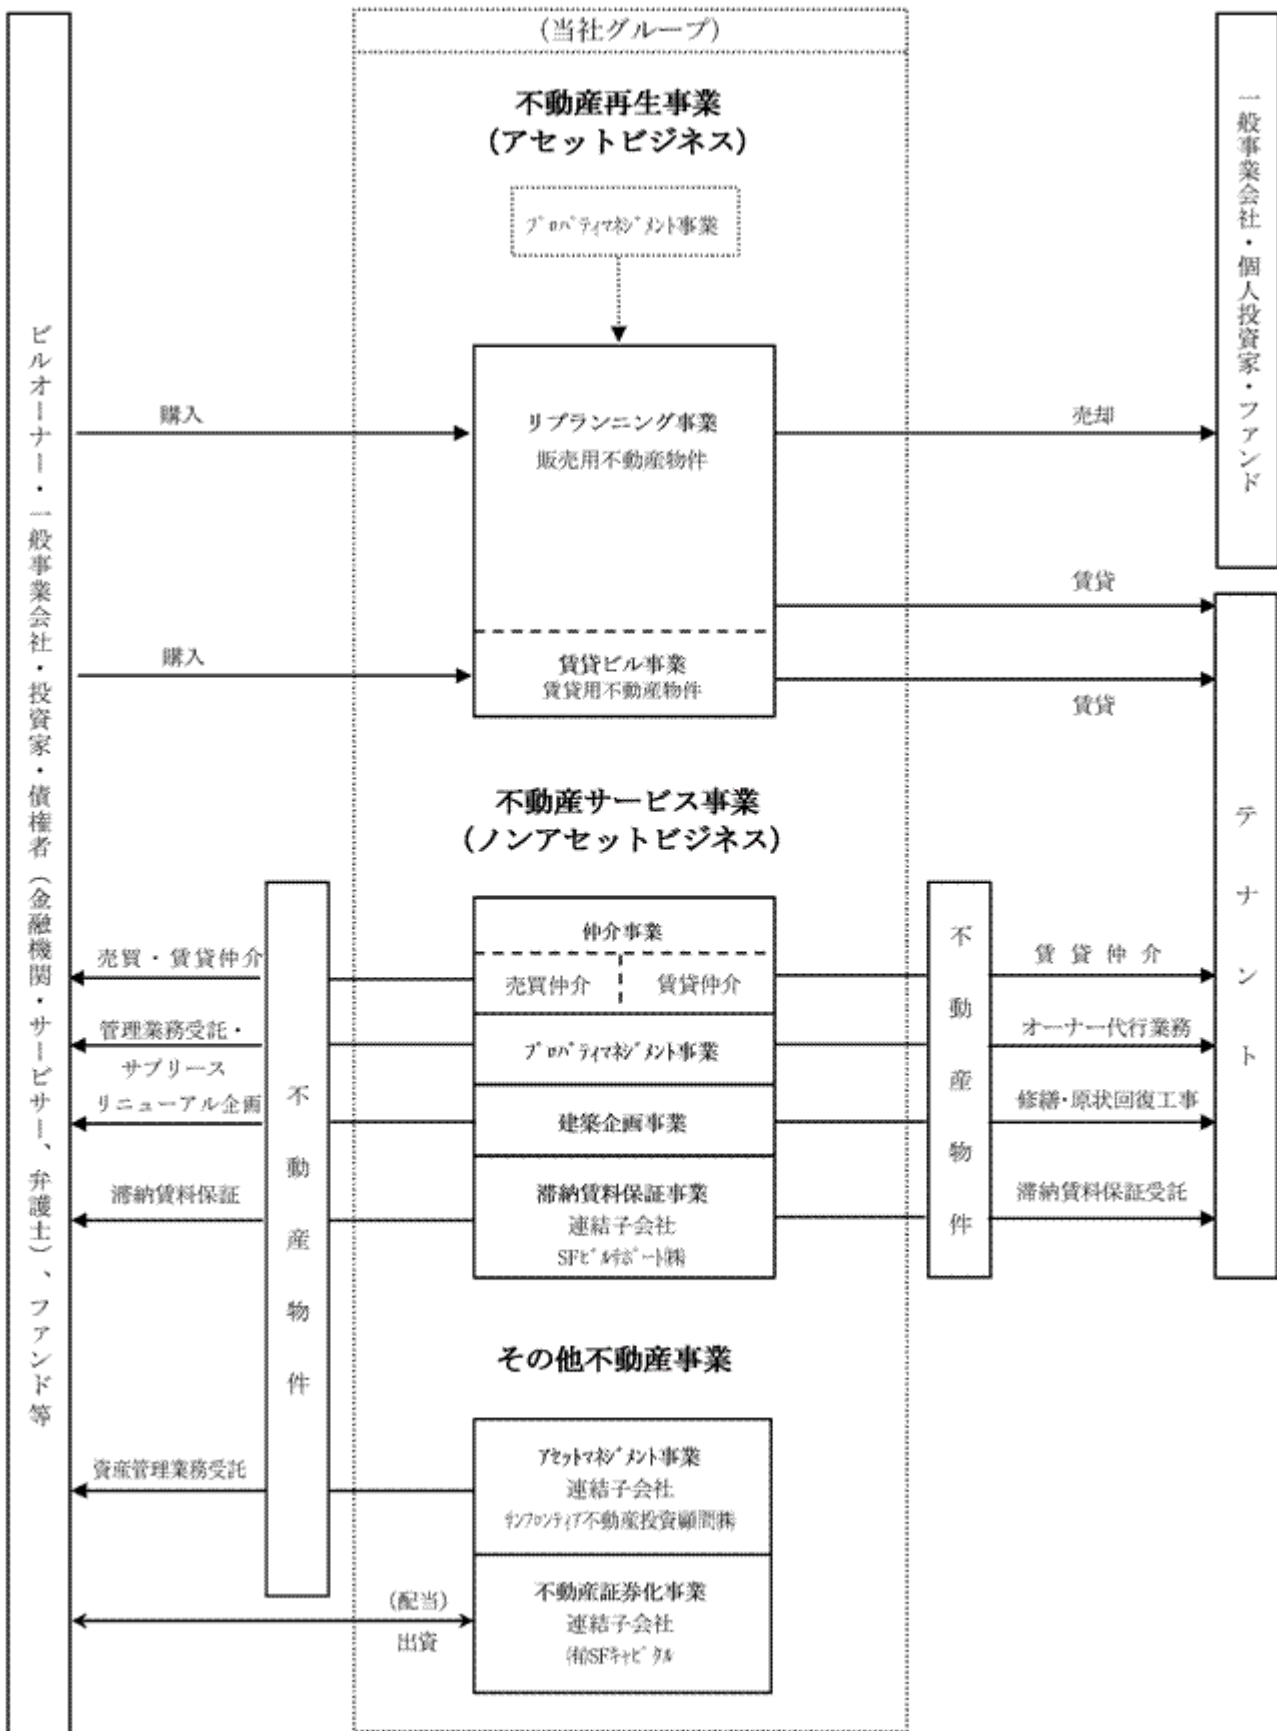 (当社グループ)
不動産再生事業
(アセットビジネス)
プロパティマネジメント事業
ビルオーナー・一般事業会社・投資家・債権者(金融機関・サービサー、弁護士)、ファンド等
購入
リプランニング事業
販売用不動産物件
売却
一般事業会社・個人投資家・ファンド
賃貸
購入
賃貸ビル事業
賃貸用不動産物件
賃貸
テナント
不動産サービス事業
(ノンアセットビジネス)
不動産物件
売買・賃貸仲介
管理業務受託・
サブリース
リニューアル企画
滞納賃料保証
仲介事業
売買仲介
賃貸仲介
プロパティマネジメント事業
建築企画事業
滞納賃料保証事業
連結子会社
SFビルサポート㈱
不動産物件
賃貸仲介
オーナー代行業務
修繕・原状回復工事
滞納賃料保証受託
その他不動産事業
資産管理業務受託
アセットマネジメント事業
連結子会社
サンフロンティア不動産投資顧問㈱
(配当)
出資
不動産証券化事業
連結子会社
㈲SFキャピタル